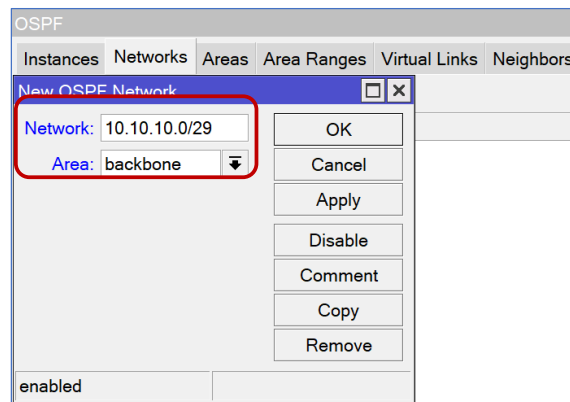 OSPF
Instances Networks Areas Area Ranges Virtual Links Neighbors
New OSPF Network
Network: 10.10.10.0/29 OK
Area: backbone Cancel
Apply
Disable
Comment
Copy
Remove
enabled